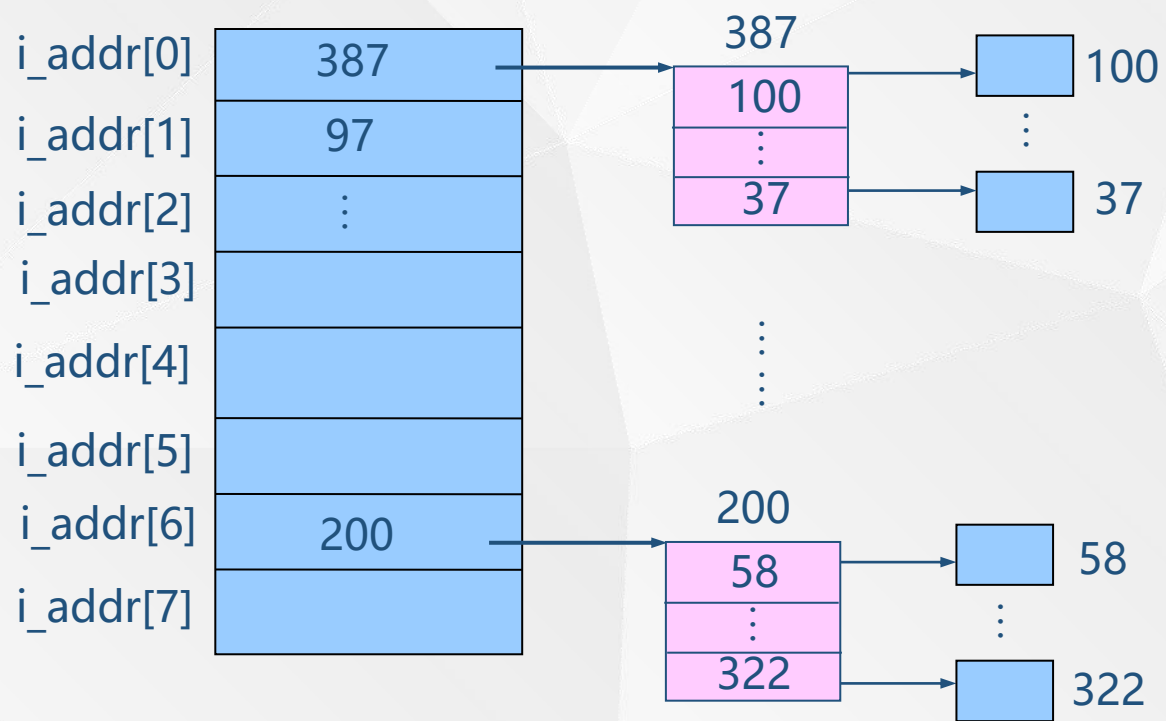 i_addr[0]
387
i_addr[1]
97
i_addr[2]
⋮
i_addr[3]
i_addr[4]
i_addr[5]
i_addr[6]
200
i_addr[7]
387
100
⋮
37
100
⋮
37
⋮
⋮
200
58
⋮
322
58
⋮
322